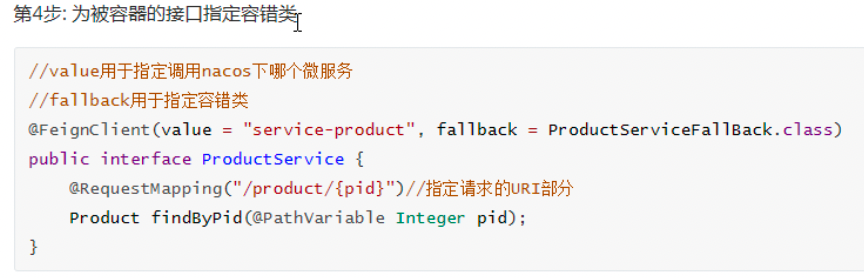 第4步: 为被容器的接口指定容错类
//value用于指定调用nacos下哪个微服务
//fallback用于指定容错类
@FeignClient(value = "service-product", fallback = ProductServiceFallBack.class)
public interface ProductService {
@RequestMapping("/product/{pid}")//指定请求的URI部分
Product findByPid(@PathVariable Integer pid);
}